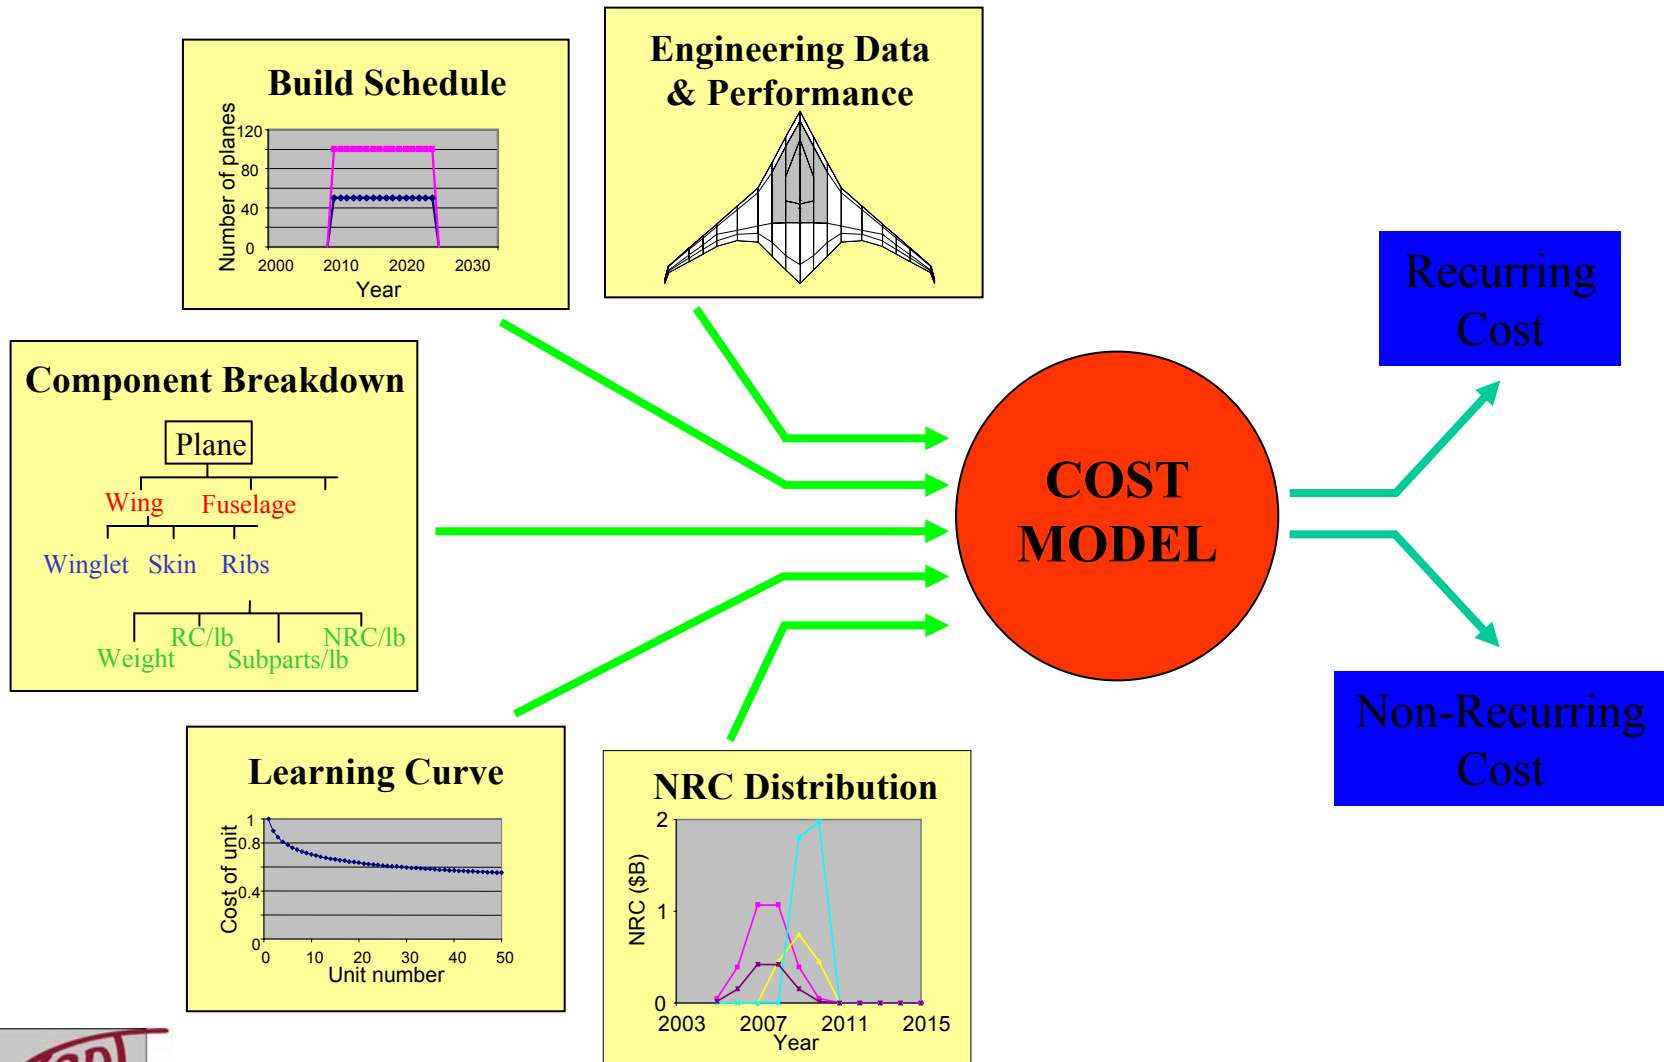 Build Schedule
Number of planes
120
80
40
0
2000 2010 2020 2030
Year
Engineering Data
& Performance
Component Breakdown
Plane
Wing Fuselage
Winglet Skin Ribs
RC/lb NRC/lb
Weight Subparts/lb
Learning Curve
Cost of unit
1
0.8
0.4
0
0 10 20 30 40 50
Unit number
NRC Distribution
NRC ($B)
2
1
0
2003 2007 2011 2015
Year
COST
MODEL
Recurring
Cost
Non-Recurring
Cost